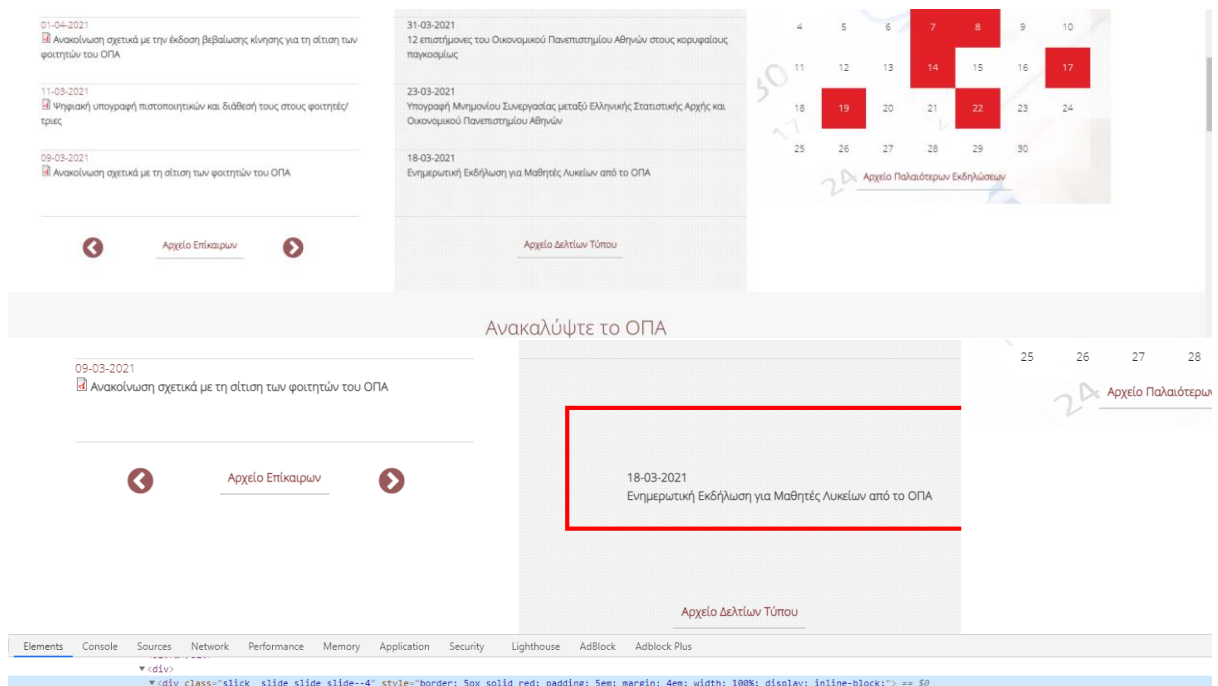 01-04-2021
Ανακοίνωση σχετικά με την έκδοση βεβαίωσης κίνησης για τη σίτιση των
φοιτητών του ΟΠΑ
11-03-2021
Ψηφιακή υπογραφή πιστοποιητικών και διάθεσή τους στους φοιτητές/
τριες
09-03-2021
Ανακοίνωση σχετικά με τη σίτιση των φοιτητών του ΟΠΑ
Αρχείο Επίκαιρων
31-03-2021
12 επιστήμονες του Οικονομικού Πανεπιστημίου Αθηνών στους κορυφαίους
παγκοσμίως
23-03-2021
Υπογραφή Μνημονίου Συνεργασίας μεταξύ Ελληνικής Στατιστικής Αρχής και
Οικονομικού Πανεπιστημίου Αθηνών
18-03-2021
Ενημερωτική Εκδήλωση για Μαθητές Λυκείων από το ΟΠΑ
Αρχείο Δελτίων Τύπου
4 5 6 7 8 9 10
11 12 13 14 15 16 17
18 19 20 21 22 23 24
25 26 27 28 29 30
30
17
24
2
Αρχείο Παλαιότερων Εκδηλώσεων
Ανακαλύψτε το ΟΠΑ
09-03-2021
Ανακοίνωση σχετικά με τη σίτιση των φοιτητών του ΟΠΑ
Αρχείο Επίκαιρων
18-03-2021
Ενημερωτική Εκδήλωση για Μαθητές Λυκείων από το ΟΠΑ
Αρχείο Δελτίων Τύπου
25 26 27 28
24
Αρχείο Παλαιότερων
Elements Console Sources Network Performance Memory Application Security Lighthouse AdBlock Adblock Plus
▼<div>
▼<div class="slick__slide slide slide--4" style="border: 5px solid red; padding: 5em; margin: 4em; width: 100%; display: inline-block;"> == $0